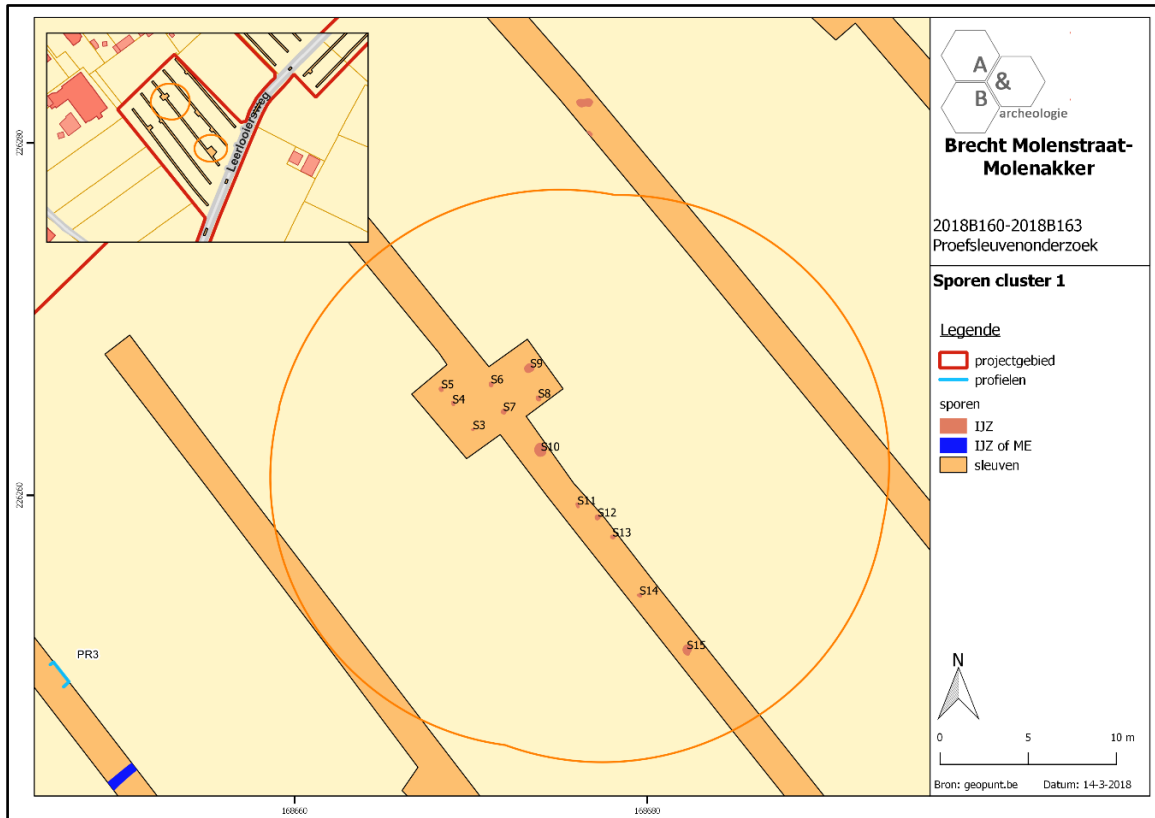 Leerlooiersweg
226280
226260
168660
168680
S9
S6
S5
S8
S4
S7
S3
S10
S11
S12
S13
S14
S15
PR3
A
&
B
archeologie
Brecht Molenstraat-
Molenakker
2018B160-2018B163
Proefsleuvenonderzoek
Sporen cluster 1
Legende
projectgebied
profielen
sporen
IJZ
IJZ of ME
sleuven
N
0 5 10 m
Bron: geopunt.be Datum: 14-3-2018